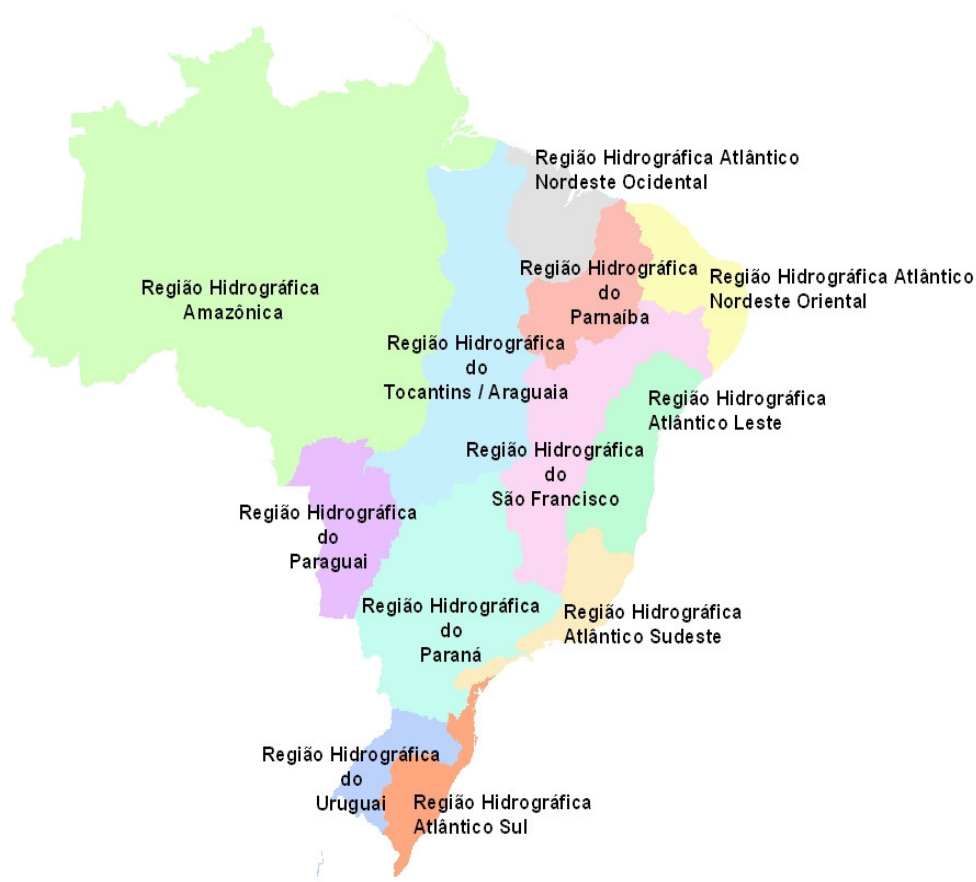 Região Hidrográfica Atlântico
Nordeste Ocidental
Região Hidrográfica
do
Parnaíba
Região Hidrográfica Atlântico
Nordeste Oriental
Região Hidrográfica
Amazônica
Região Hidrográfica
do
Tocantins / Araguaia
Região Hidrográfica
Atlântico Leste
Região Hidrográfica
do
São Francisco
Região Hidrográfica
do
Paraguai
Região Hidrográfica
do
Paraná
Região Hidrográfica
Atlântico Sudeste
Região Hidrográfica
do
Uruguai
Região Hidrográfica
Atlântico Sul